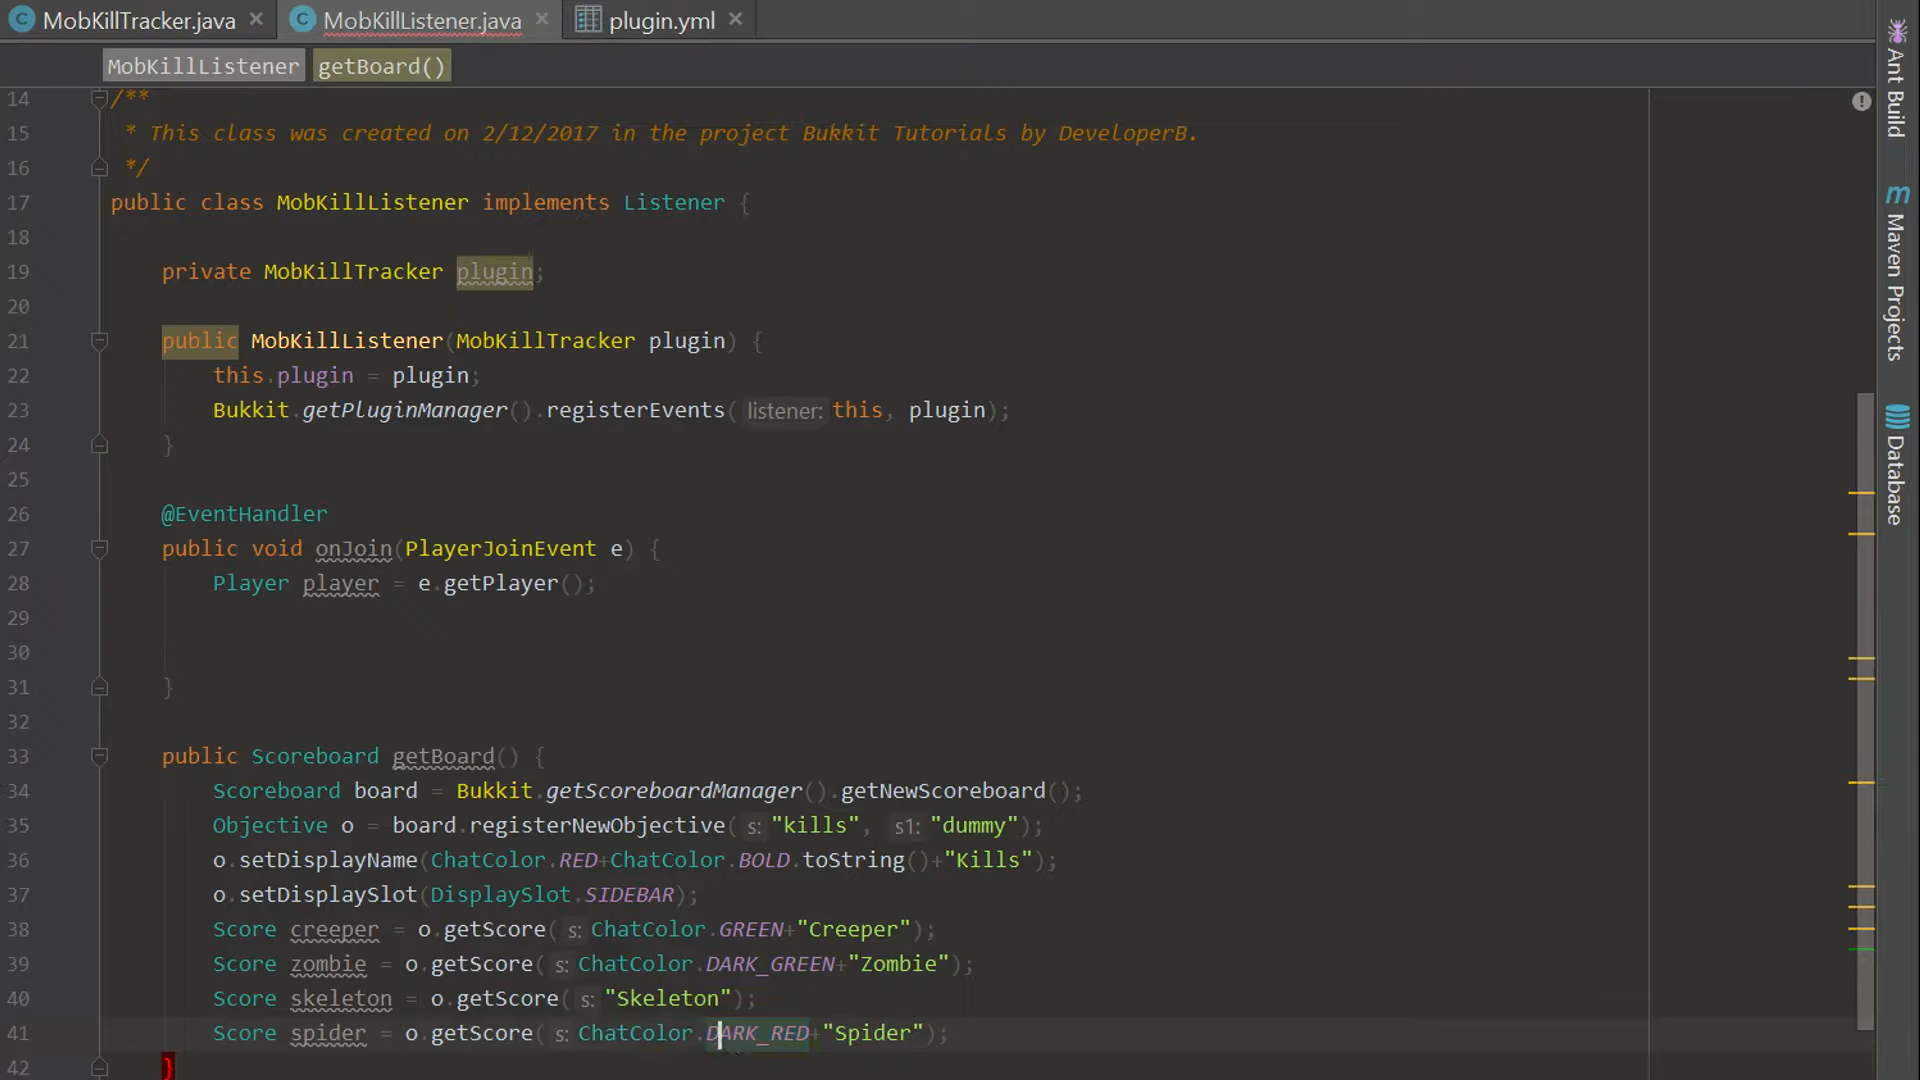 MobKillTracker.java
MobKillListener.java
plugin.yml
MobKillListener getBoard()
14 /**
15 * This class was created on 2/12/2017 in the project Bukkit Tutorials by DeveloperB.
16 */
17 public class MobKillListener implements Listener {
18
19 private MobKillTracker plugin;
20
21 public MobKillListener(MobKillTracker plugin) {
22 this.plugin = plugin;
23 Bukkit.getPluginManager().registerEvents( listener: this, plugin);
24 }
25
26 @EventHandler
27 public void onJoin(PlayerJoinEvent e) {
28 Player player = e.getPlayer();
29
30
31 }
32
33 public Scoreboard getBoard() {
34 Scoreboard board = Bukkit.getScoreboardManager().getNewScoreboard();
35 Objective o = board.registerNewObjective( s: "kills", s1: "dummy");
36 o.setDisplayName(ChatColor.RED+ChatColor.BOLD.toString()+"Kills");
37 o.setDisplaySlot(DisplaySlot.SIDEBAR);
38 Score creeper = o.getScore( s: ChatColor.GREEN+"Creeper");
39 Score zombie = o.getScore( s: ChatColor.DARK_GREEN+"Zombie");
40 Score skeleton = o.getScore( s: "Skeleton");
41 Score spider = o.getScore( s: ChatColor.DARK_RED+"Spider");
42 }
Ant Build
m Maven Projects
Database